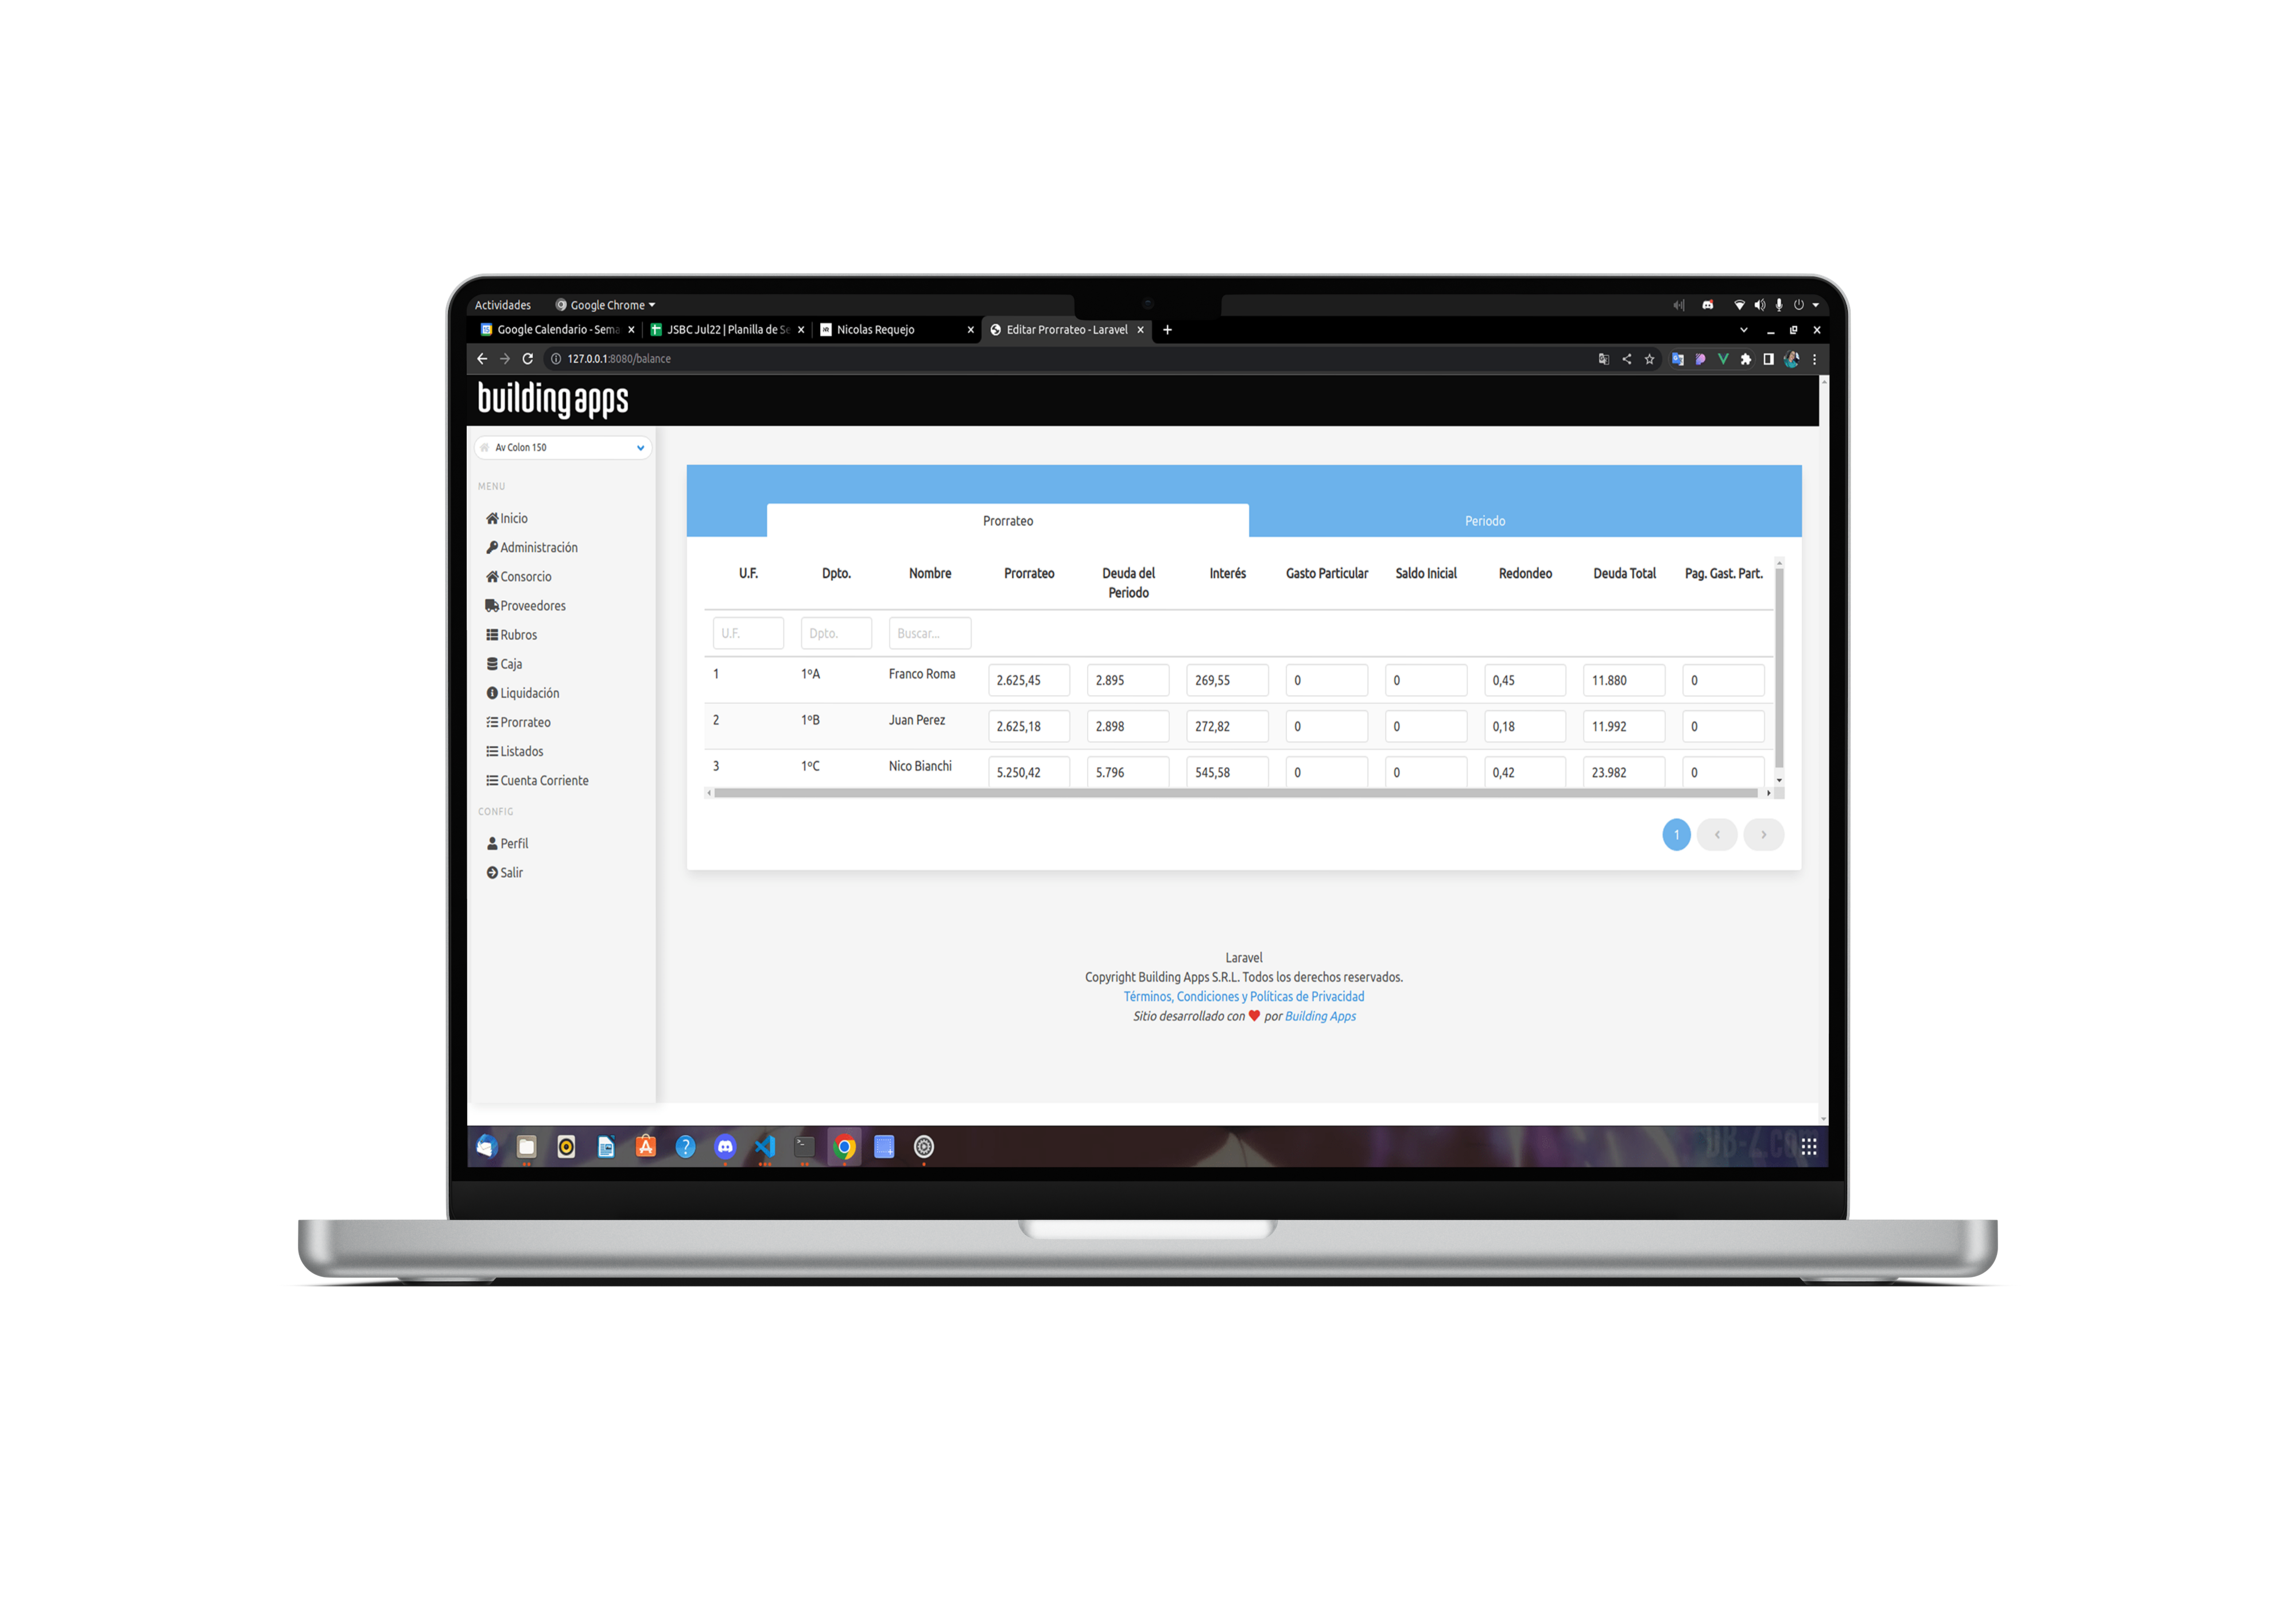 Actividades Google Chrome
Google Calendario - Sema JSBC Jul22 | Planilla de Se Nicolas Requejo Editar Prorrateo - Laravel
127.0.0.1:8080/balance
building apps
Av Colon 150
MENU
Inicio
Administración
Consorcio
Proveedores
Rubros
Caja
Liquidación
Prorrateo
Listados
Cuenta Corriente
CONFIG
Perfil
Salir
Prorrateo Periodo
U.F. Dpto. Nombre Prorrateo Deuda del Periodo Interés Gasto Particular Saldo Inicial Redondeo Deuda Total Pag. Gast. Part.
U.F. Dpto. Buscar...
1 1ºA Franco Roma 2.625,45 2.895 269,55 0 0 0,45 11.880 0
2 1ºB Juan Perez 2.625,18 2.898 272,82 0 0 0,18 11.992 0
3 1ºC Nico Bianchi 5.250,42 5.796 545,58 0 0 0,42 23.982 0
1
Laravel
Copyright Building Apps S.R.L. Todos los derechos reservados.
Términos, Condiciones y Políticas de Privacidad
Sitio desarrollado con ❤ por Building Apps